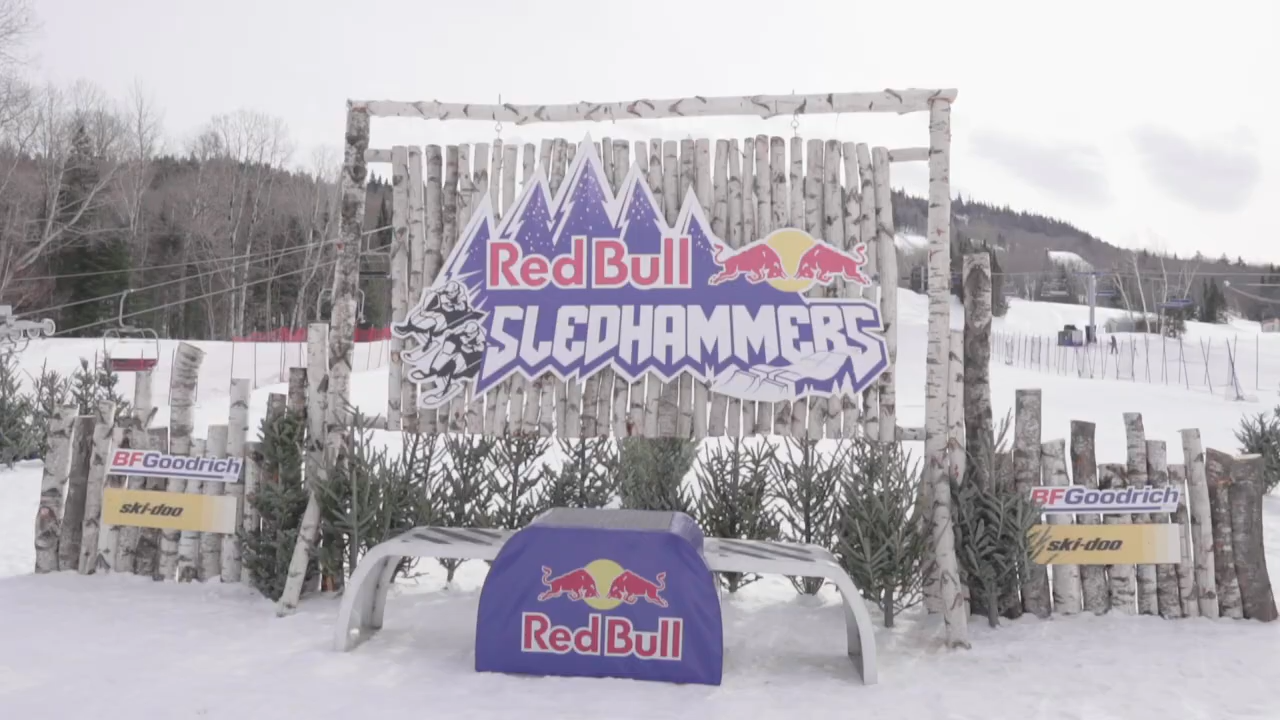 Red Bull
SLEDHAMMERS
BFGoodrich
ski-doo
BFGoodrich
ski-doo
Red Bull